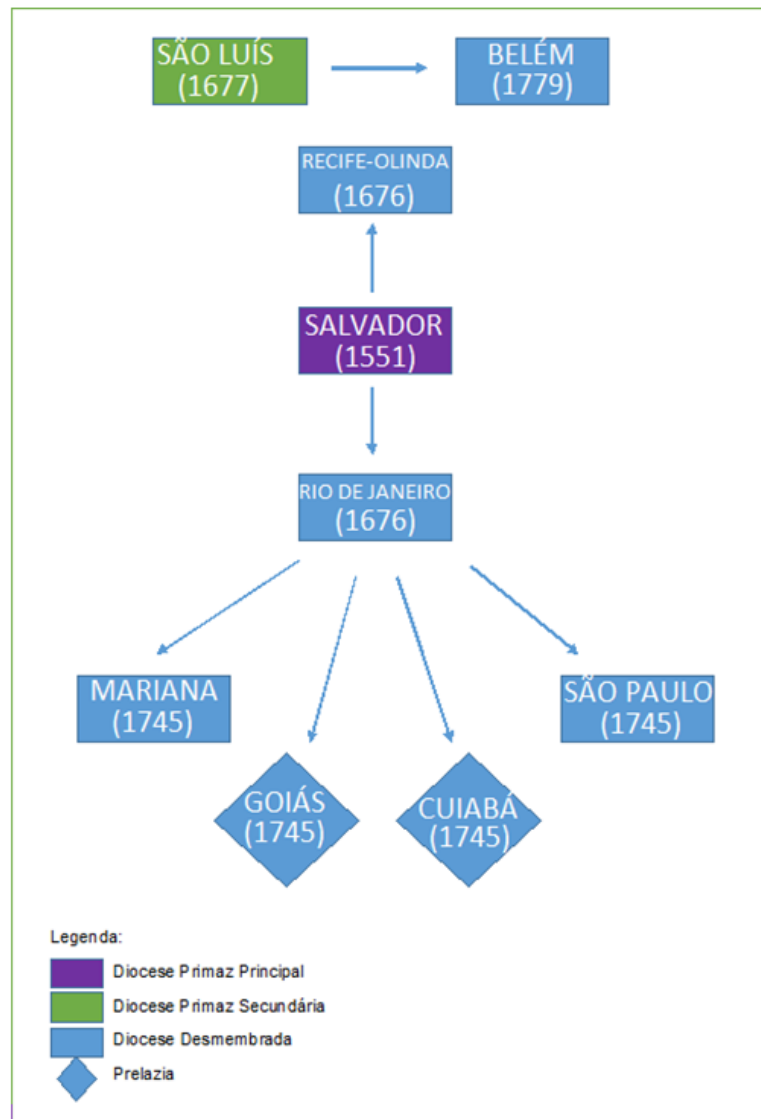 SÃO LUÍS
(1677)
BELÉM
(1779)
RECIFE-OLINDA
(1676)
SALVADOR
(1551)
RIO DE JANEIRO
(1676)
MARIANA
(1745)
SÃO PAULO
(1745)
GOIÁS
(1745)
CUIABÁ
(1745)
Legenda:
Diocese Primaz Principal
Diocese Primaz Secundária
Diocese Desmembrada
Prelazia